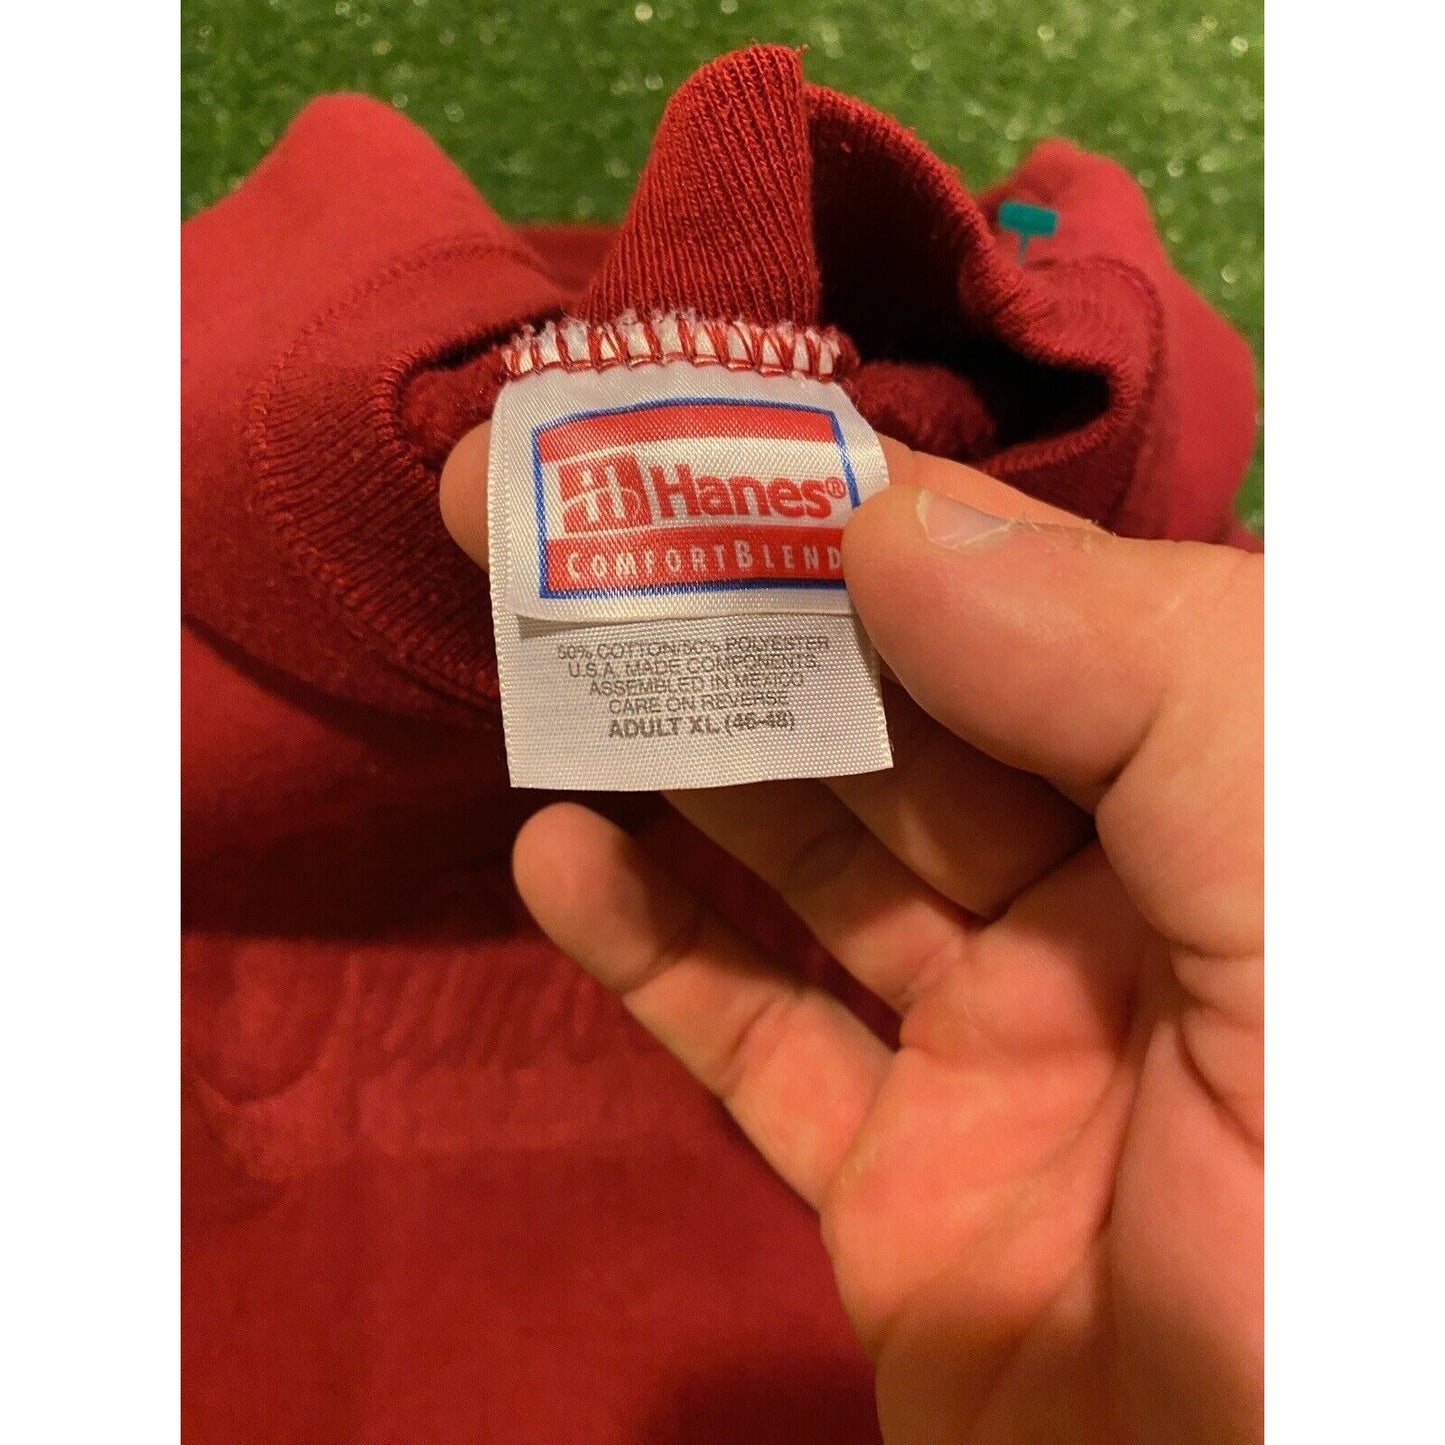 Hanes®
COMFORTBLEND
50% COTTON/50% POLYESTER
U.S.A. MADE COMPONENTS,
ASSEMBLED IN MEXICO
CARE ON REVERSE
ADULT XL (46-48)